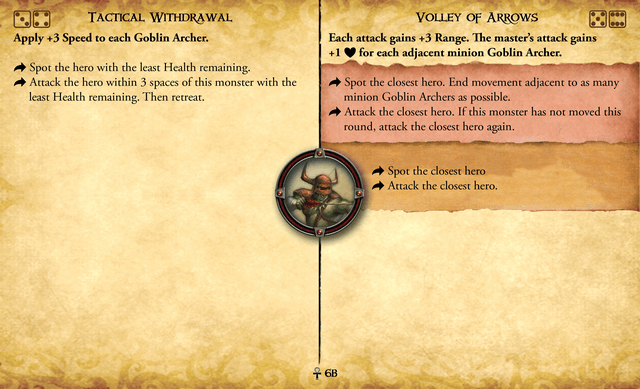 Tactical Withdrawal
Apply +3 Speed to each Goblin Archer.
Spot the hero with the least Health remaining.
Attack the hero within 3 spaces of this monster with the
least Health remaining. Then retreat.
Volley of Arrows
Each attack gains +3 Range. The master's attack gains
+1 ♥ for each adjacent minion Goblin Archer.
Spot the closest hero. End movement adjacent to as many
minion Goblin Archers as possible.
Attack the closest hero. If this monster has not moved this
round, attack the closest hero again.
Spot the closest hero
Attack the closest hero.
6B